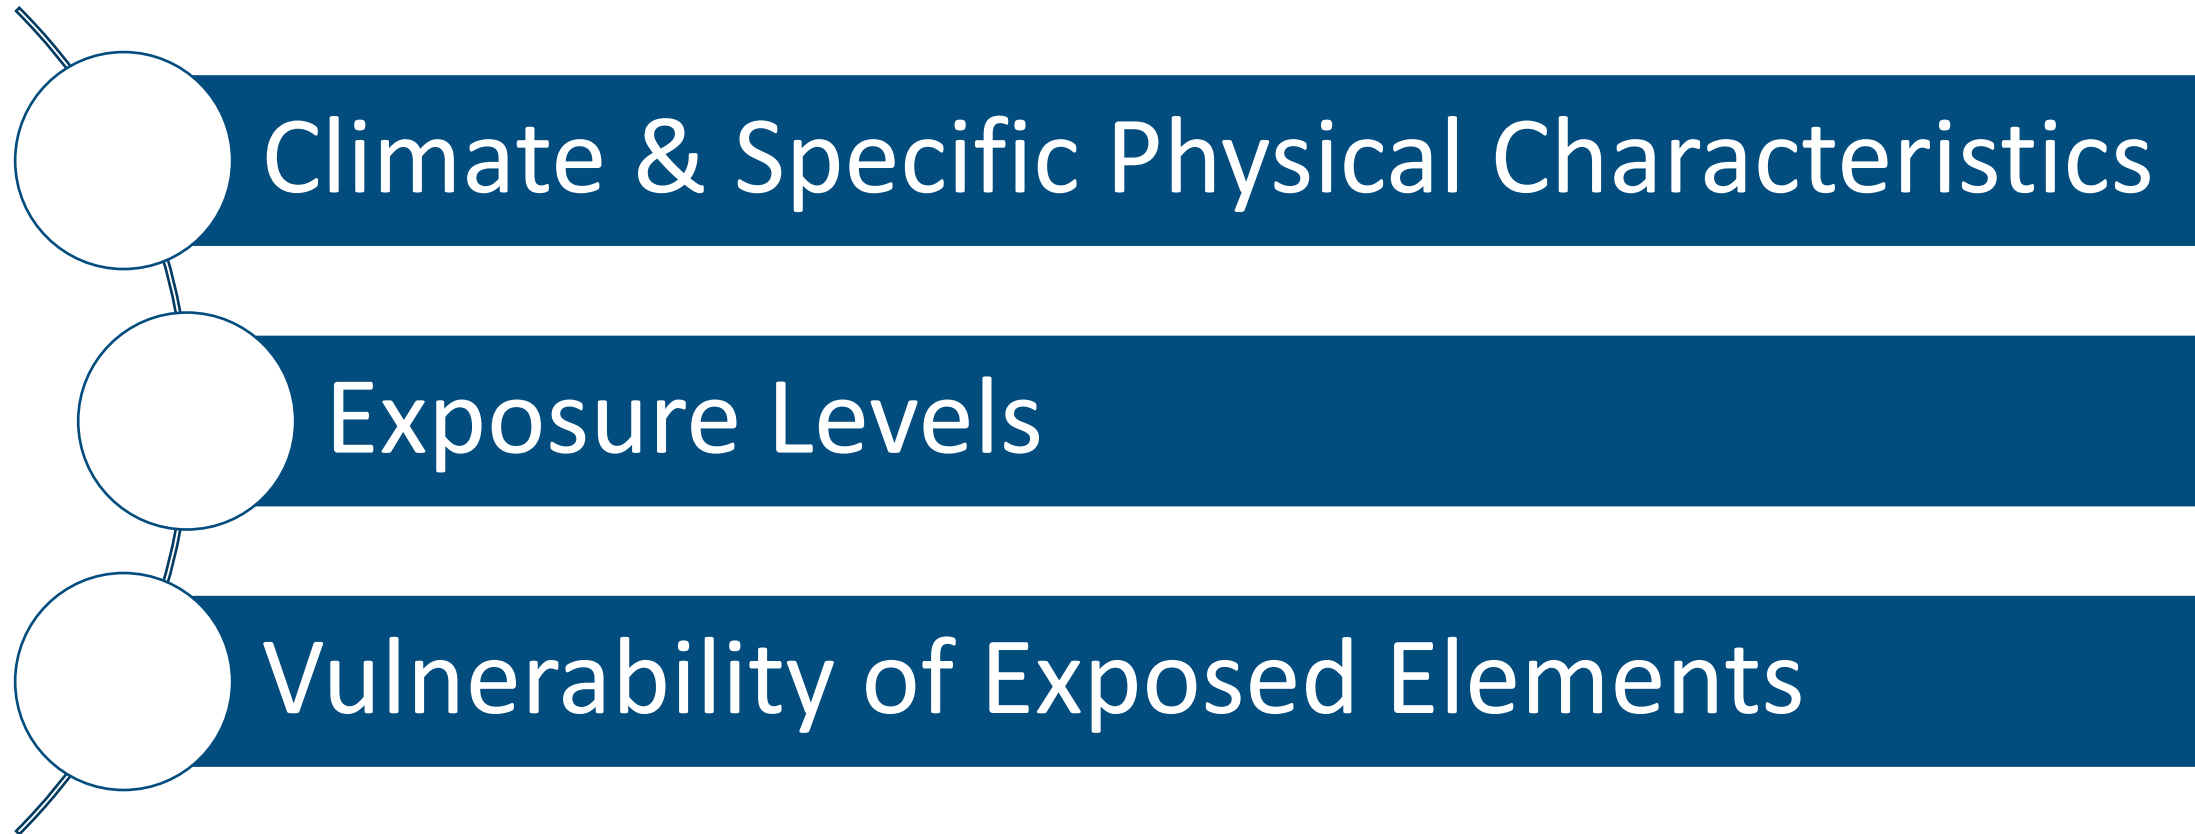 Climate & Specific Physical Characteristics
Exposure Levels
Vulnerability of Exposed Elements